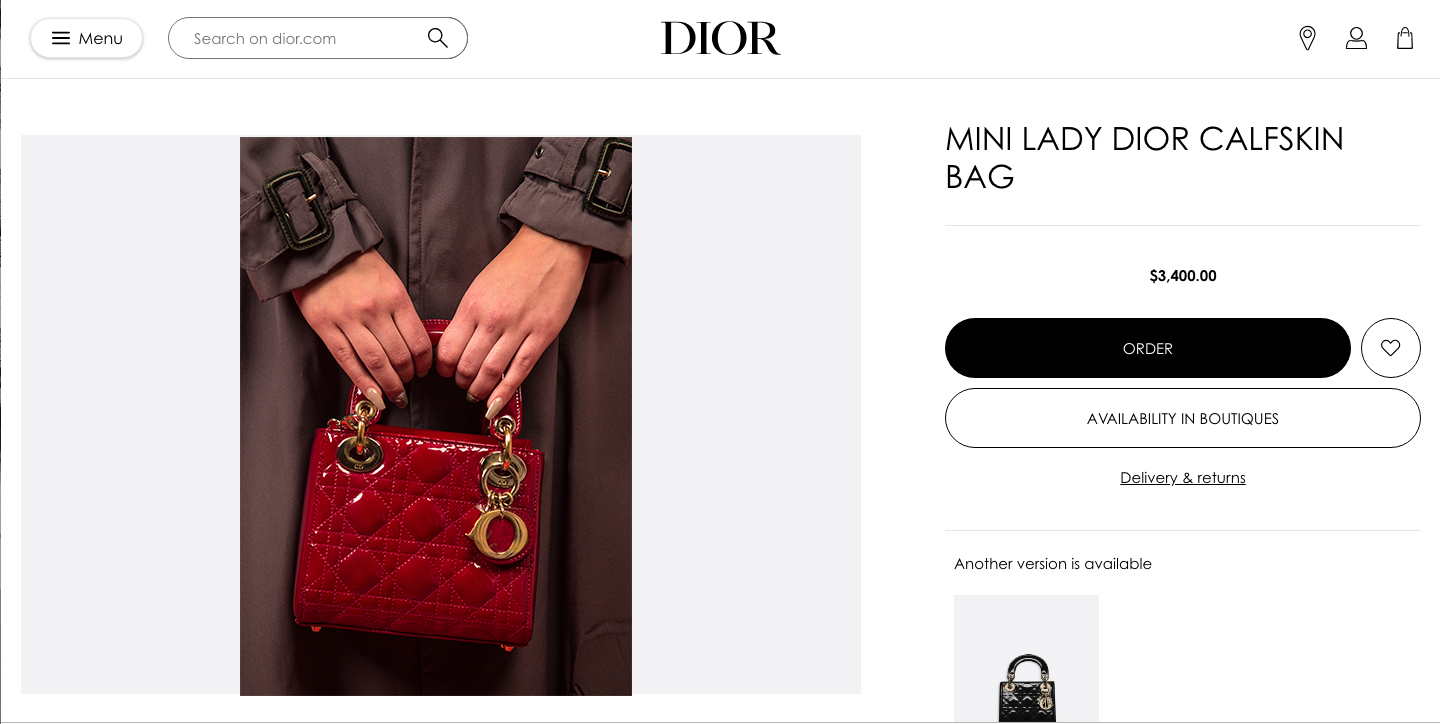 Menu
Search on dior.com
DIOR
MINI LADY DIOR CALFSKIN
BAG
$3,400.00
ORDER
AVAILABILITY IN BOUTIQUES
Delivery & returns
Another version is available
CD